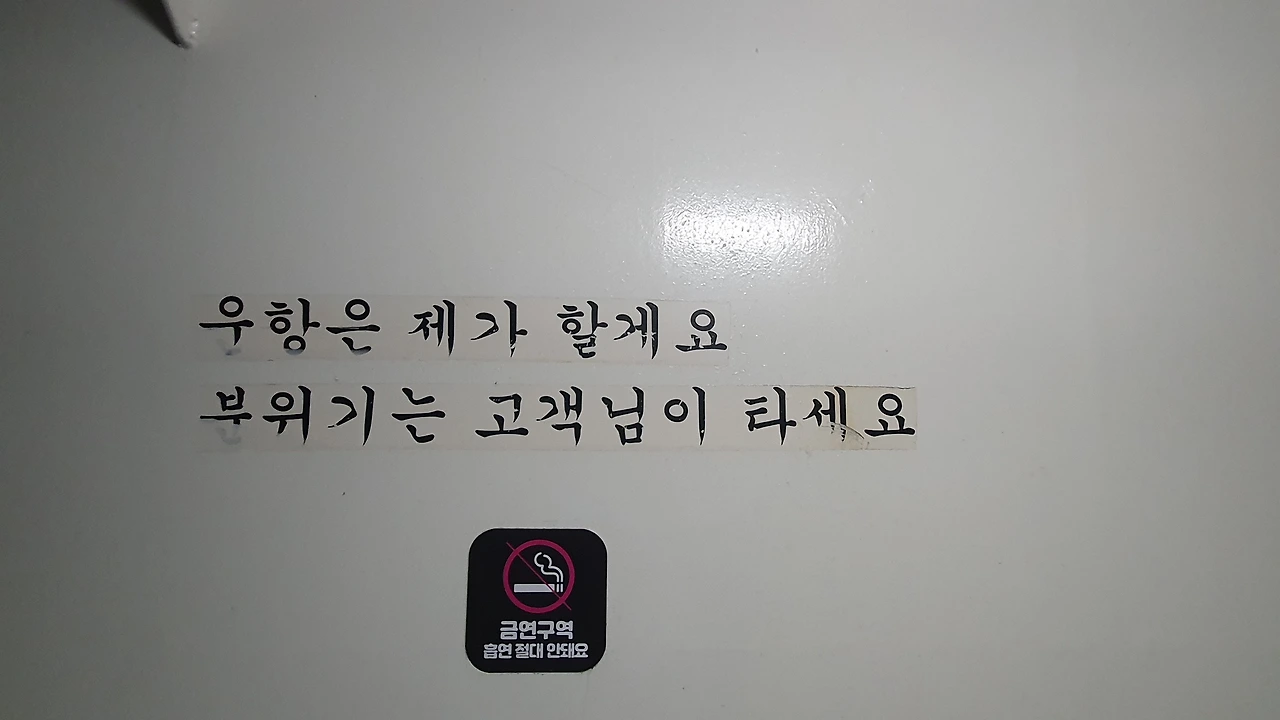 우항은 제가 할게요
부위기는 고객님이 타세요
금연구역
흡연 절대 안돼요